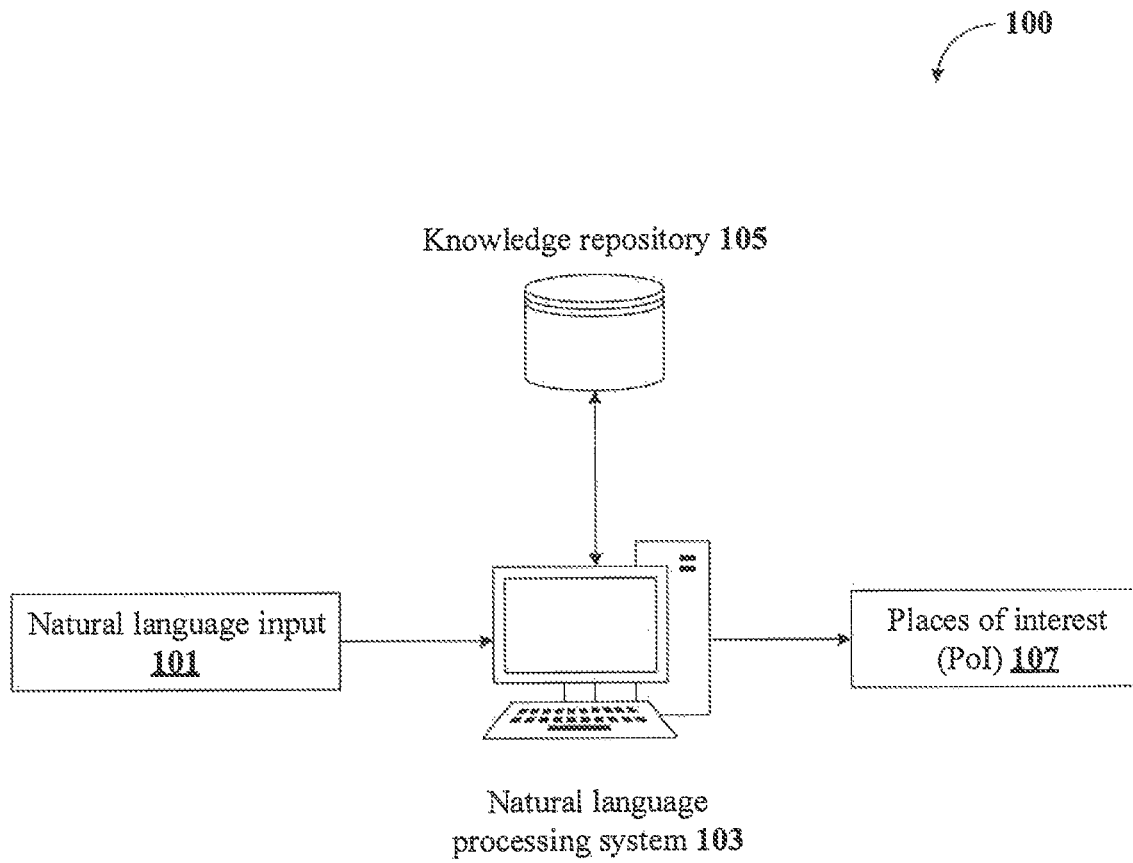 100
Knowledge repository 105
Natural language input
101
Places of interest
(PoI) 107
Natural language
processing system 103